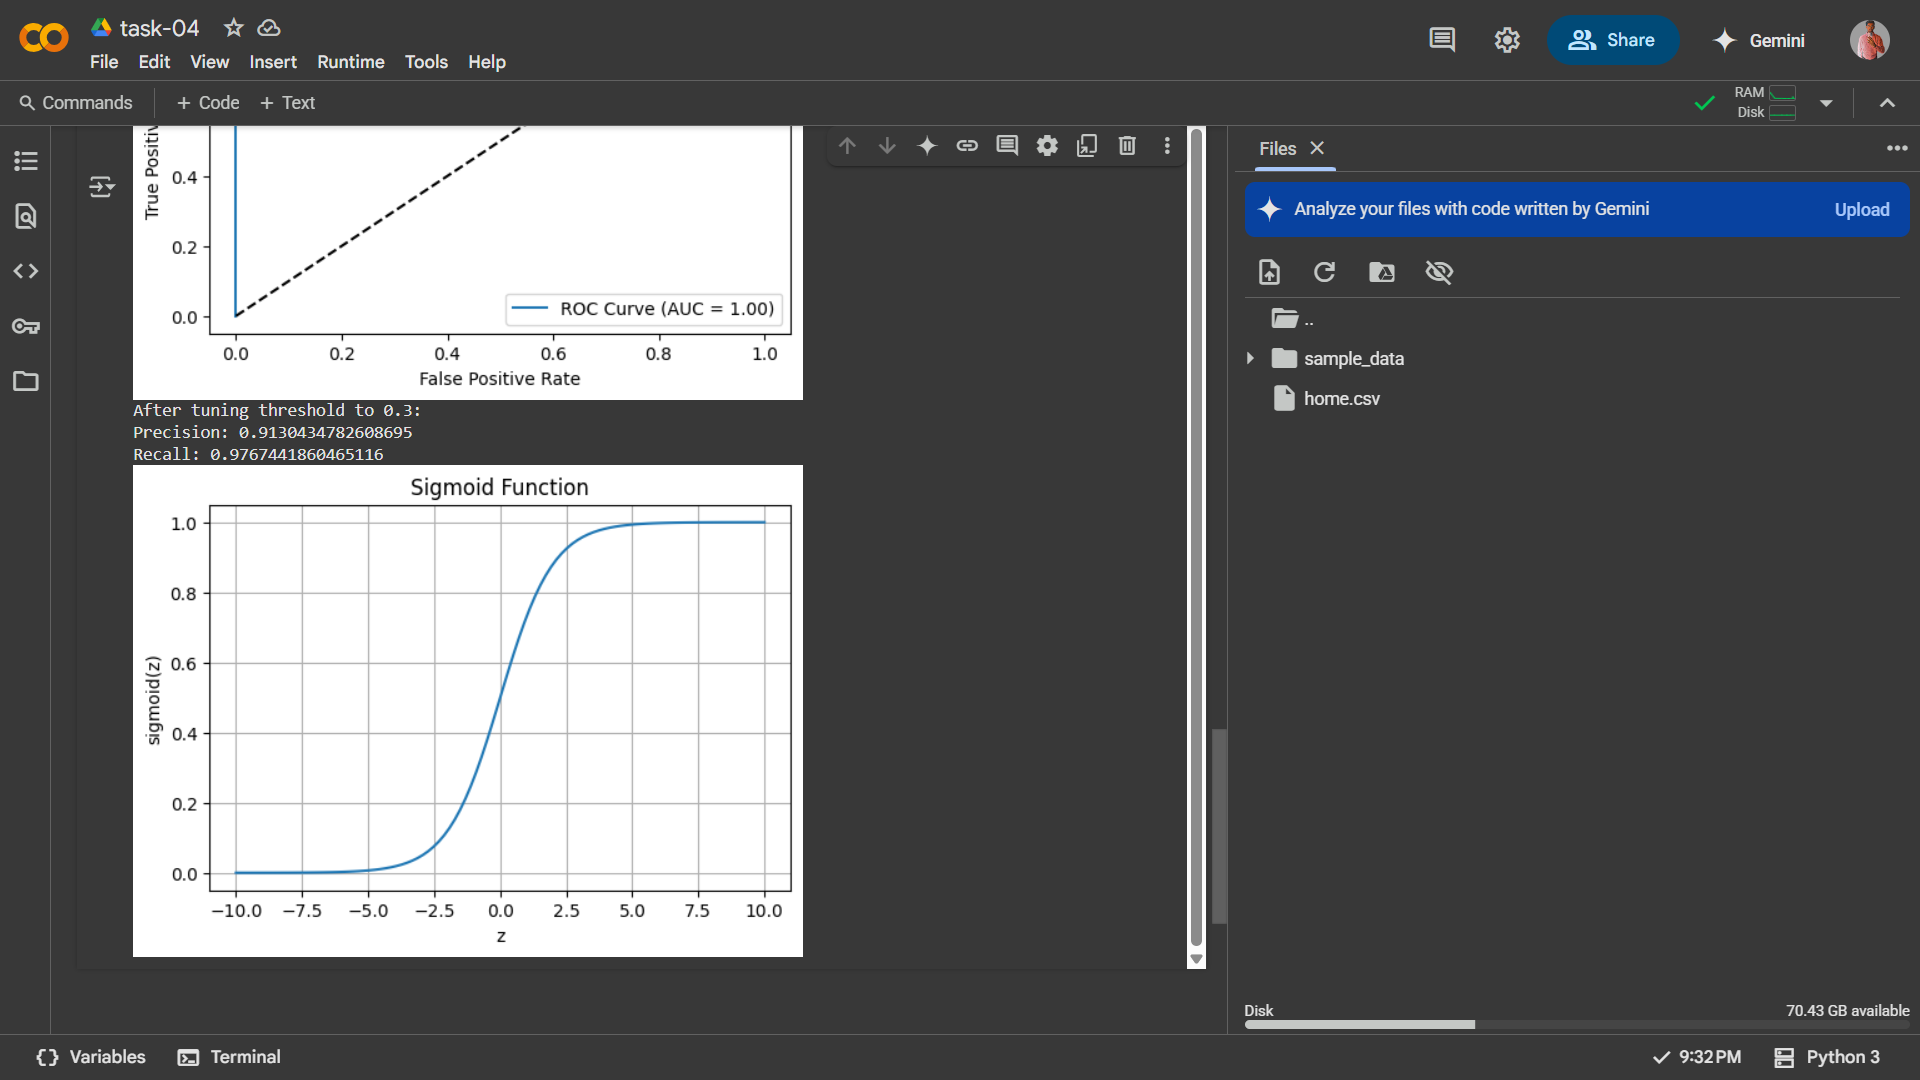 task-04
File Edit View Insert Runtime Tools Help
Share
Gemini
Commands + Code + Text
RAM
Disk
True Positiv
0.4
0.2
0.0
ROC Curve (AUC = 1.00)
0.0 0.2 0.4 0.6 0.8 1.0
False Positive Rate
After tuning threshold to 0.3:
Precision: 0.9130434782608695
Recall: 0.9767441860465116
Sigmoid Function
1.0
0.8
0.6
0.4
0.2
0.0
sigmoid(z)
−10.0 −7.5 −5.0 −2.5 0.0 2.5 5.0 7.5 10.0
z
Files
Analyze your files with code written by Gemini Upload
..
sample_data
home.csv
Disk 70.43 GB available
Variables Terminal
9:32 PM Python 3